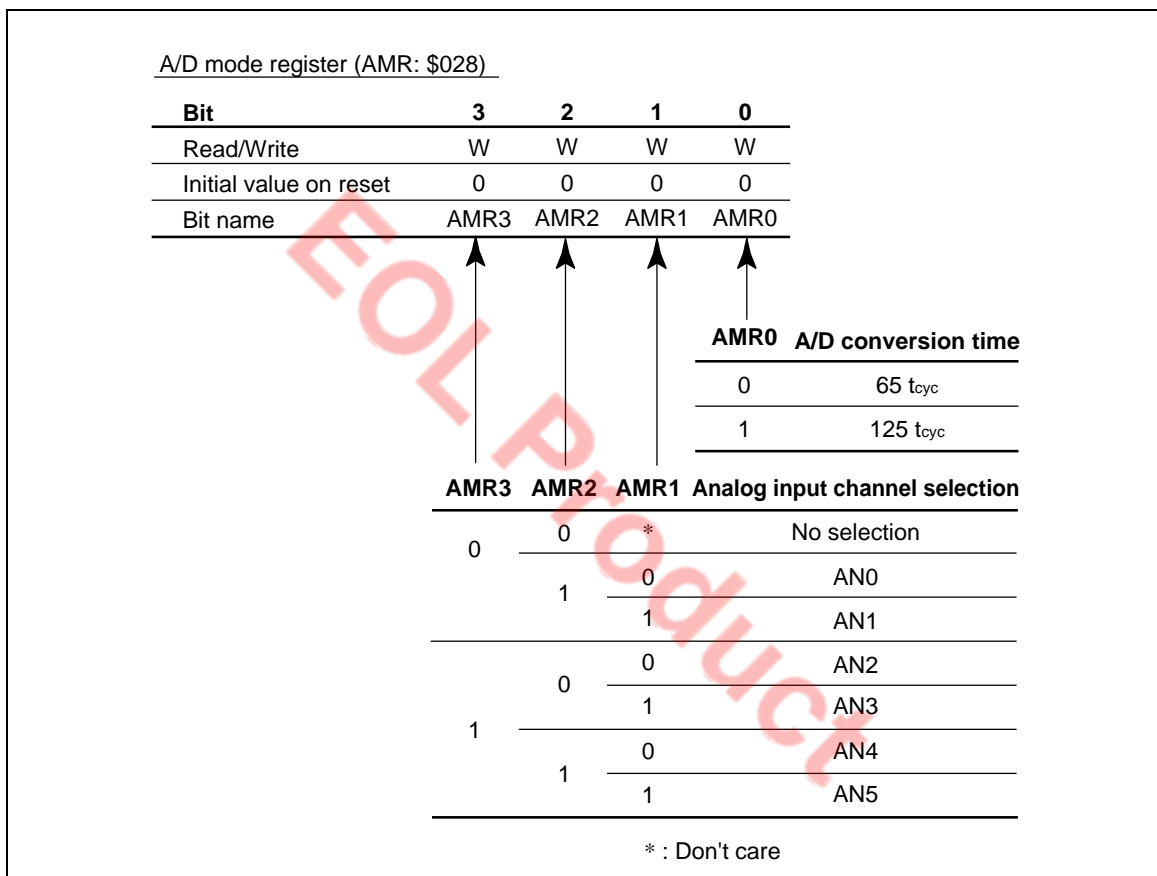 A/D mode register (AMR: $028)
Bit 3 2 1 0
Read/Write W W W W
Initial value on reset 0 0 0 0
Bit name AMR3 AMR2 AMR1 AMR0
AMR0 A/D conversion time
0 65 tcyc
1 125 tcyc
AMR3 AMR2 AMR1 Analog input channel selection
0 0 * No selection
1 0 AN0
1 AN1
1 0 0 AN2
1 AN3
1 0 AN4
1 AN5
* : Don't care
EOL Product